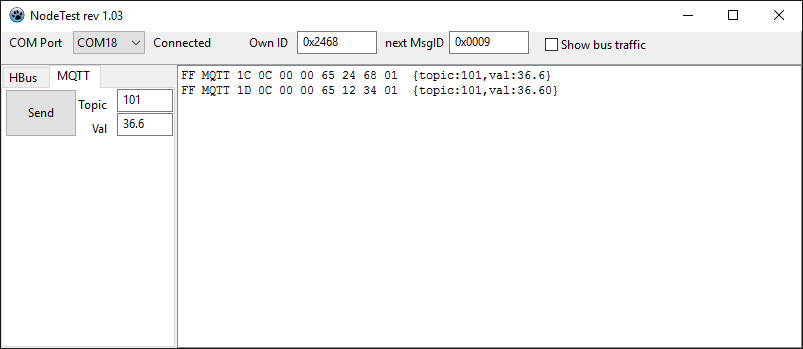 NodeTest rev 1.03
COM Port COM18 Connected Own ID 0x2468 next MsgID 0x0009 Show bus traffic
HBus MQTT
Send Topic 101
Val 36.6
FF MQTT 1C 0C 00 00 65 24 68 01  {topic:101,val:36.6}
FF MQTT 1D 0C 00 00 65 12 34 01  {topic:101,val:36.60}